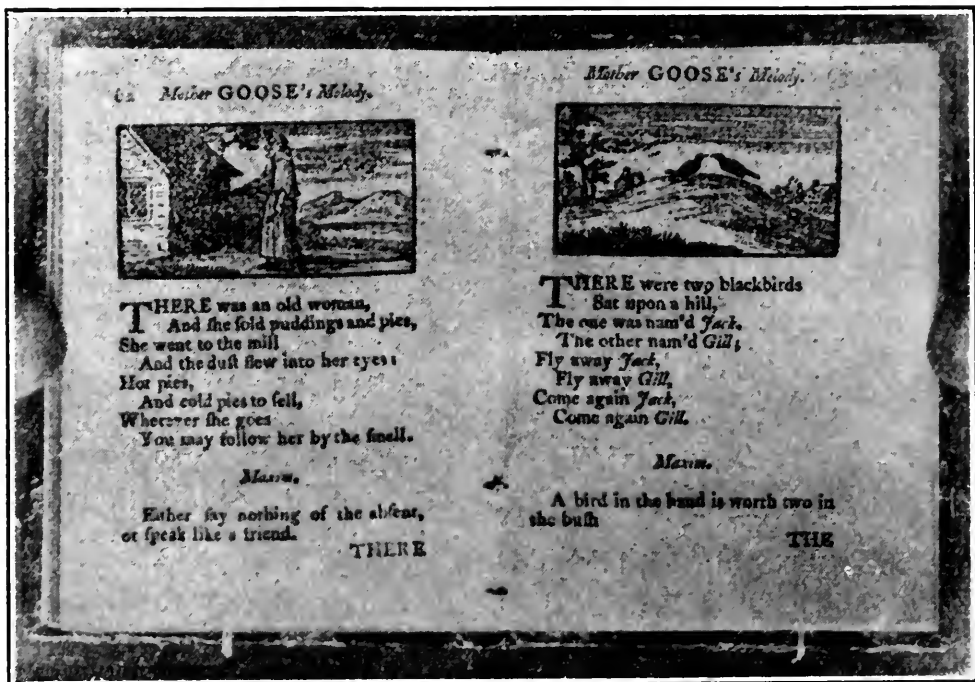 Mother GOOSE's Melody.
THERE was an old woman,
And ſhe ſold puddings and pies,
She went to the mill
And the duſt flew into her eyes:
Hot pies,
And cold pies to ſell,
Wherever ſhe goes
You may follow her by the ſmell.
Maxim.
Either ſay nothing of the abſent,
or ſpeak like a friend.
THERE
Mother GOOSE's Melody.
THERE were two blackbirds
Sat upon a hill,
The one was nam'd Jack,
The other nam'd Gill;
Fly away Jack,
Fly away Gill,
Come again Jack,
Come again Gill.
Maxim.
A bird in the hand is worth two in
the buſh
THE